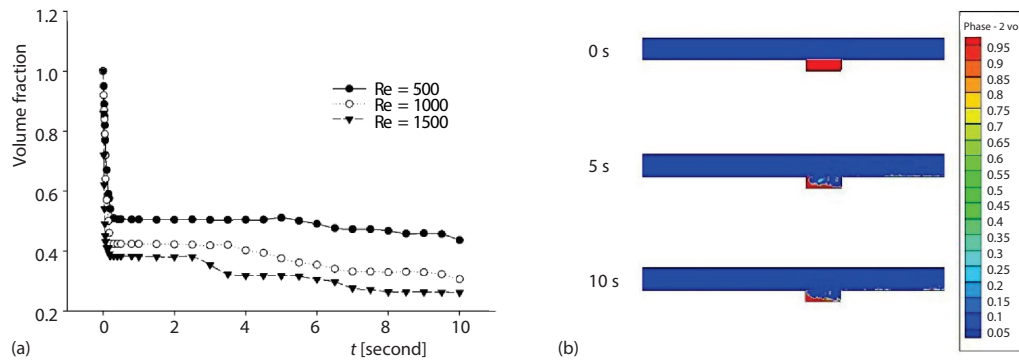 1.2
1.0
0.8
0.6
0.4
0.2
Volume fraction
Re = 500
Re = 1000
Re = 1500
0 2 4 6 8 10
t [second]
(a)
0 s
5 s
10 s
(b)
Phase - 2 vo
0.95
0.9
0.85
0.8
0.75
0.7
0.65
0.6
0.55
0.5
0.45
0.4
0.35
0.3
0.25
0.2
0.15
0.1
0.05